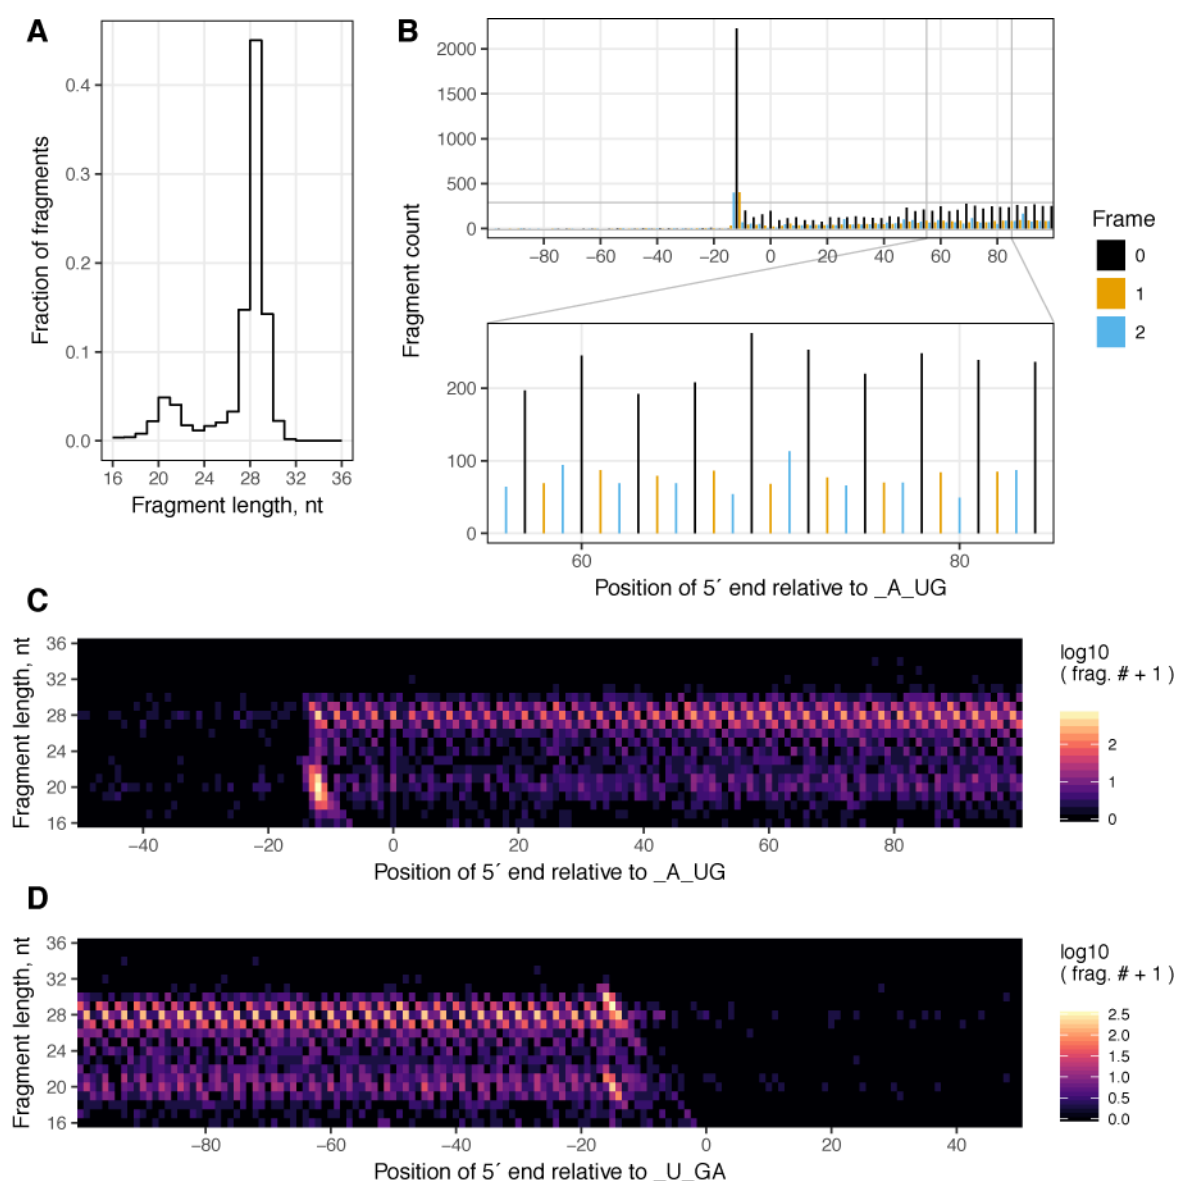 A
Fraction of fragments
0.4
0.3
0.2
0.1
0.0
16 20 24 28 32 36
Fragment length, nt
B
Fragment count
2000
1500
1000
500
0
−80 −60 −40 −20 0 20 40 60 80
200
100
0
60 80
Position of 5´ end relative to _A_UG
Frame
0
1
2
C
Fragment length, nt
36
32
28
24
20
16
−40 −20 0 20 40 60 80
Position of 5´ end relative to _A_UG
log10
( frag. # + 1 )
2
1
0
D
Fragment length, nt
36
32
28
24
20
16
−80 −60 −40 −20 0 20 40
Position of 5´ end relative to _U_GA
log10
( frag. # + 1 )
2.5
2.0
1.5
1.0
0.5
0.0